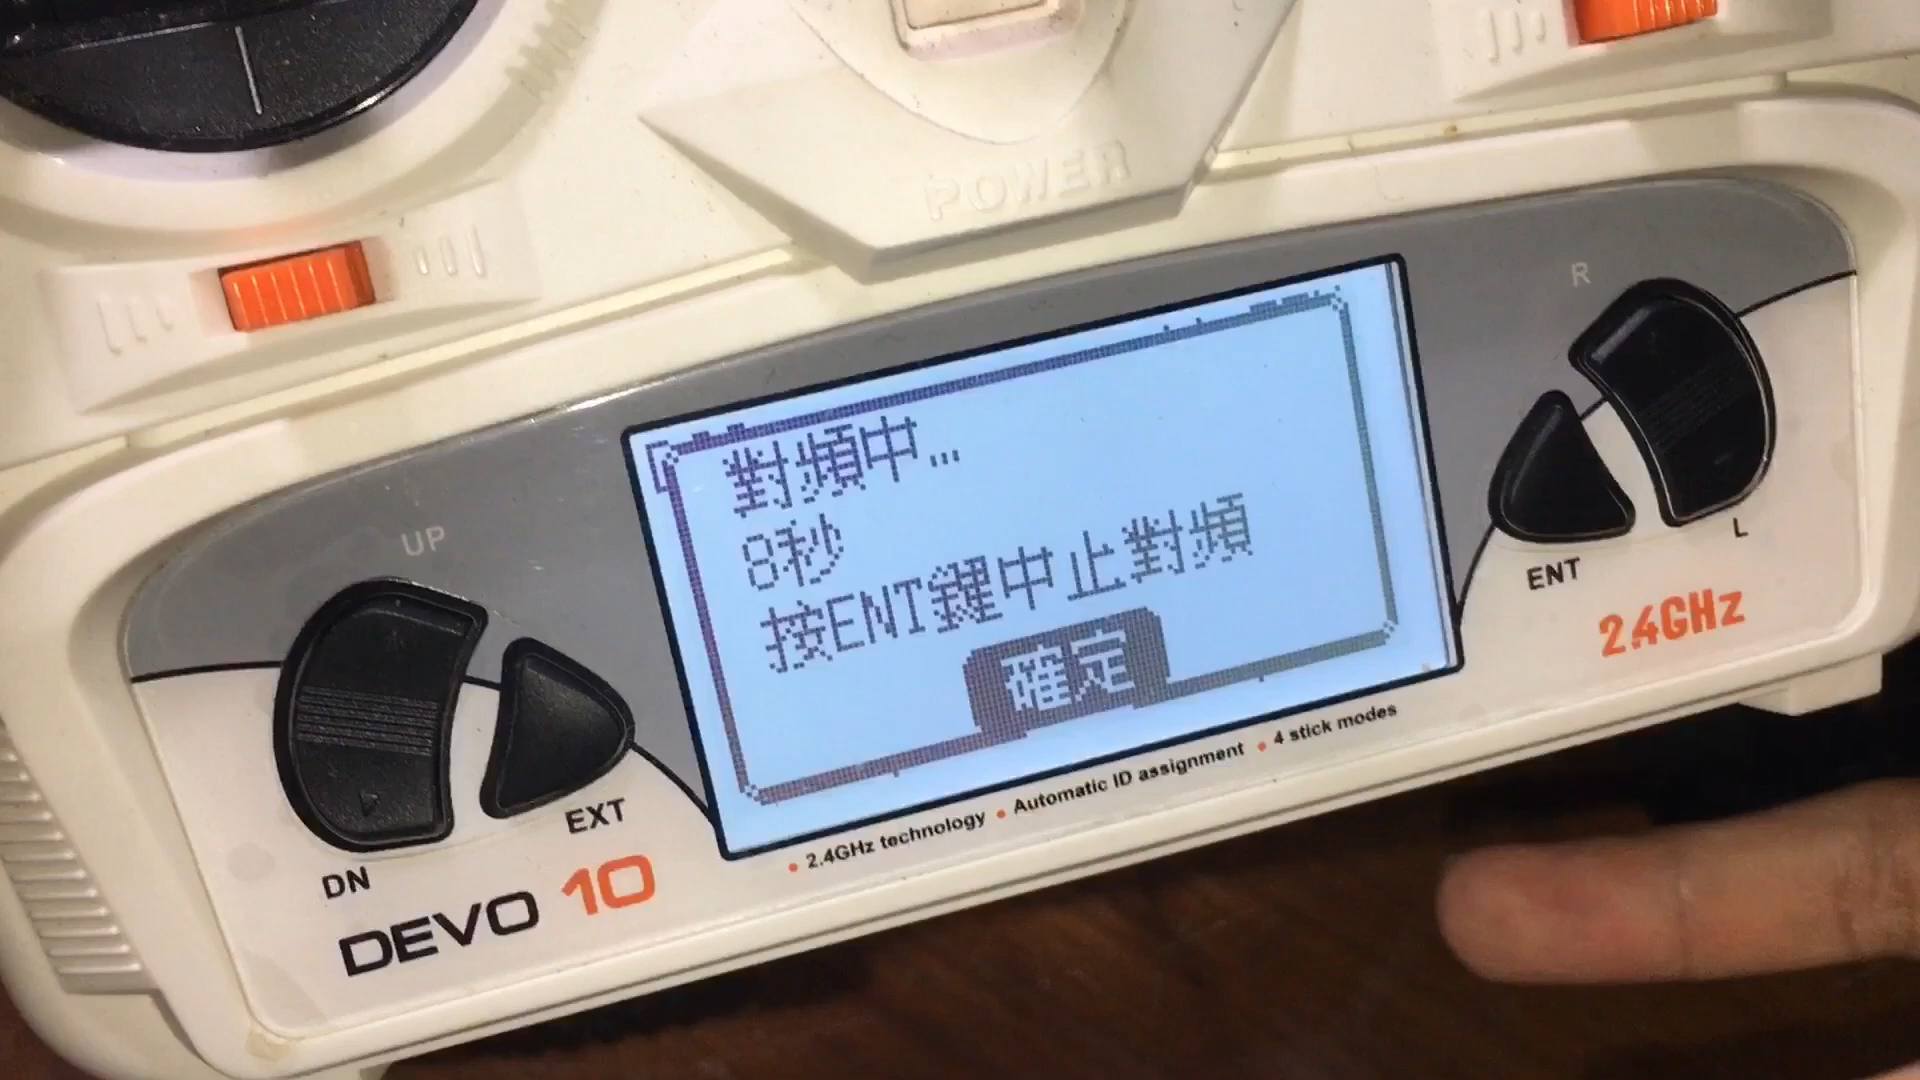 POWER
R
對頻中...
8秒
按ENT鍵中止對頻
確定
UP
L
ENT
2.4GHz
EXT
DN
DEVO 10
• 2.4GHz technology • Automatic ID assignment • 4 stick modes